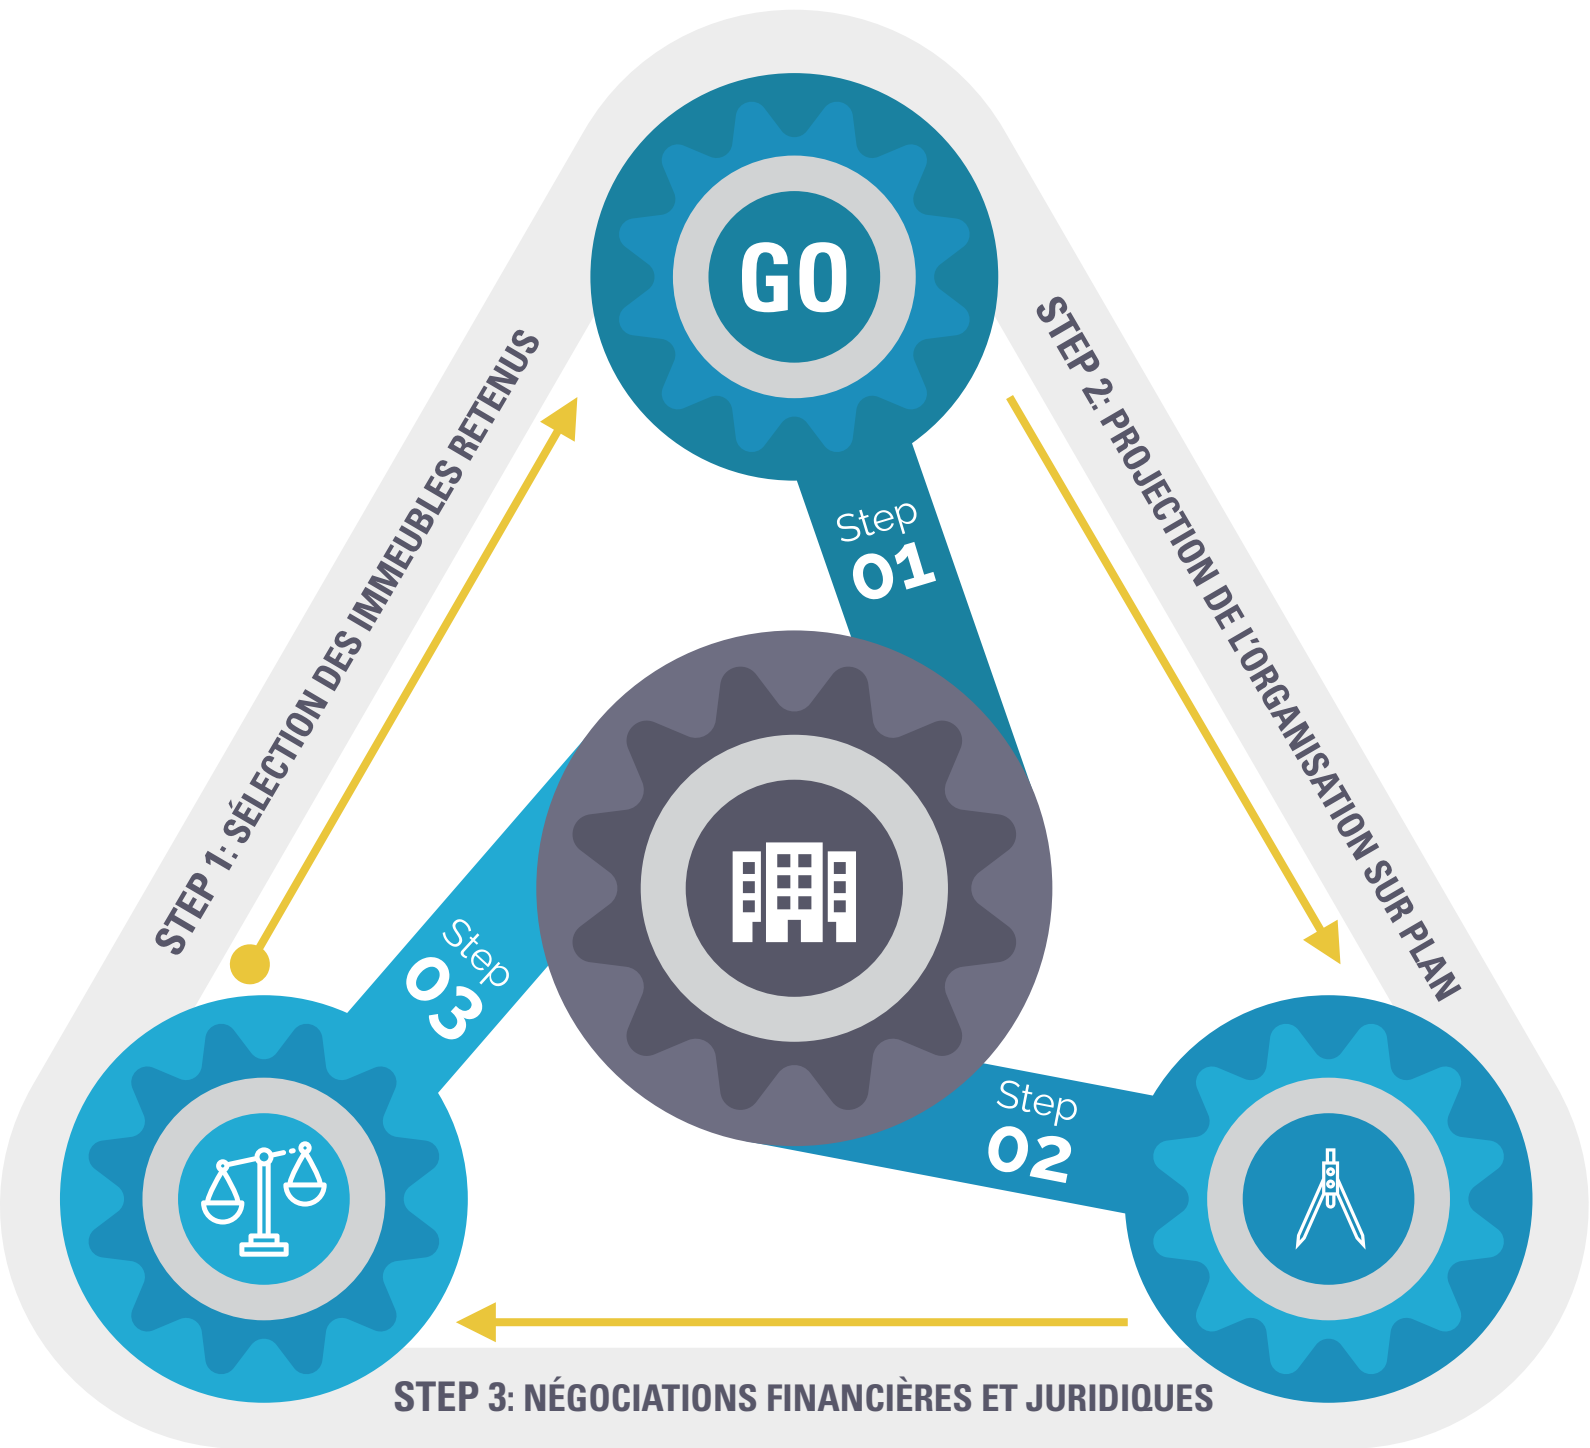 GO
STEP 1: SÉLECTION DES IMMEUBLES RETENUS
STEP 2: PROJECTION DE L'ORGANISATION SUR PLAN
Step
01
Step
03
Step
02
STEP 3: NÉGOCIATIONS FINANCIÈRES ET JURIDIQUES